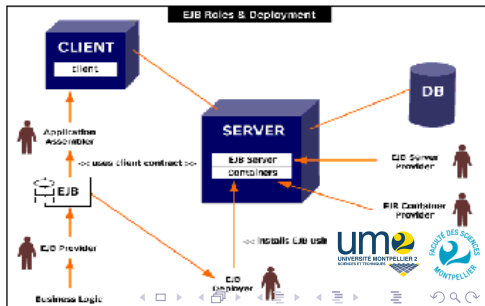 EJB Roles & Deployment
CLIENT
client
DB
SERVER
EJB Server
Containers
Application
Assembler
<< uses client contract >>
EJB
EJB Server
Provider
EJB Container
Provider
<< Installs EJB usin
EJB Provider
EJB
Deployer
Business Logic
um2
UNIVERSITÉ MONTPELLIER 2
SCIENCES ET TECHNIQUES
FACULTÉ DES SCIENCES
MONTPELLIER